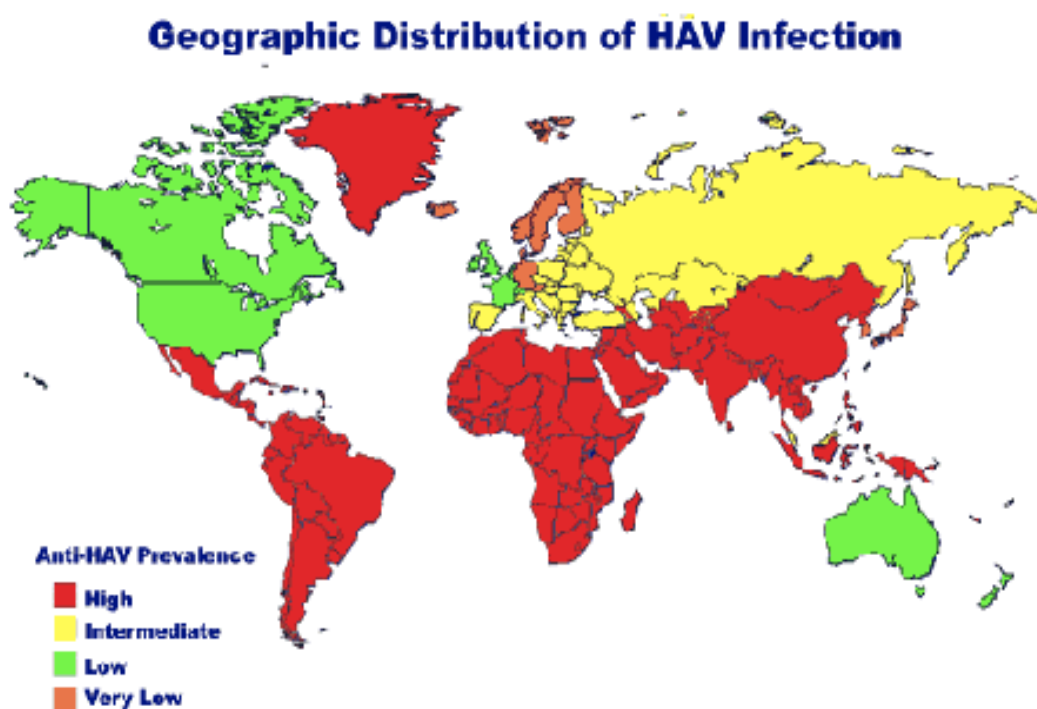 Geographic Distribution of HAV Infection
Anti-HAV Prevalence
High
Intermediate
Low
Very Low